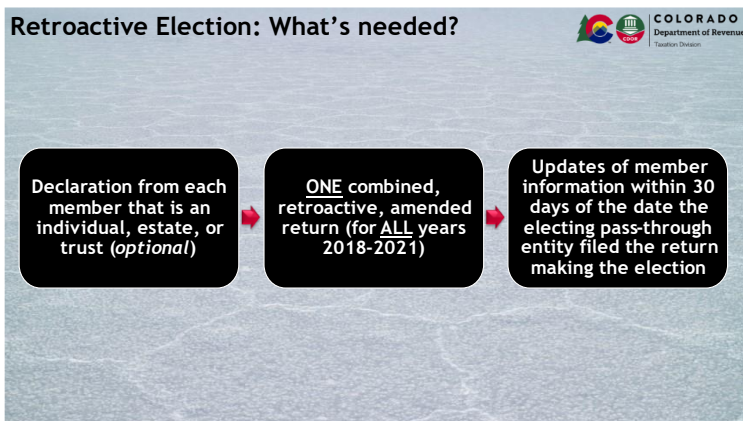 Retroactive Election: What's needed?
COLORADO
Department of Revenue
Taxation Division
CDOR
Declaration from each
member that is an
individual, estate, or
trust (optional)
ONE combined,
retroactive, amended
return (for ALL years
2018-2021)
Updates of member
information within 30
days of the date the
electing pass-through
entity filed the return
making the election